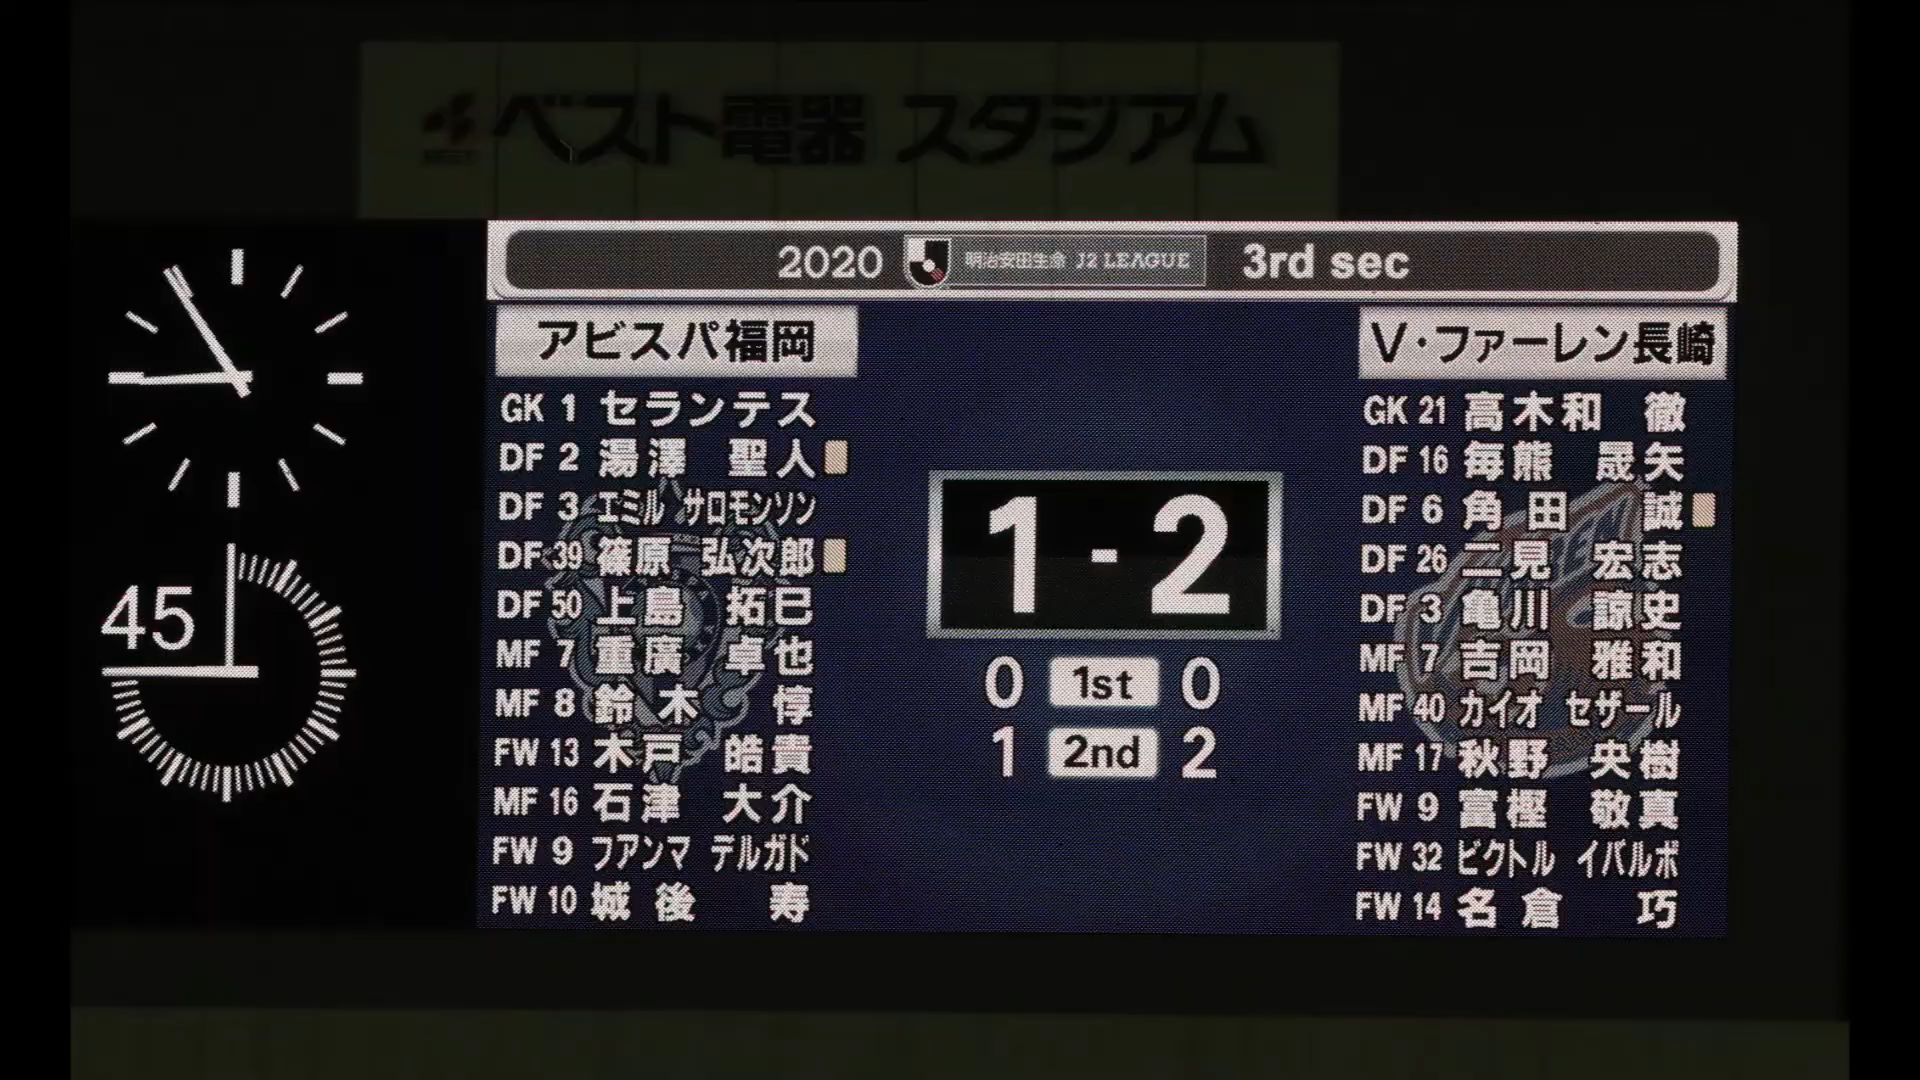 ベスト電器 スタジアム
2020 明治安田生命 J2 LEAGUE 3rd sec
アビスパ福岡
GK 1 セランテス
DF 2 湯澤 聖人
DF 3 エミル サロモンソン
DF 39 篠原 弘次郎
DF 50 上島 拓巳
MF 7 重廣 卓也
MF 8 鈴木 惇
FW 13 木戸 皓貴
MF 16 石津 大介
FW 9 フアンマ デルガド
FW 10 城後 寿
45
1 - 2
0 1st 0
1 2nd 2
V・ファーレン長崎
GK 21 高木和 徹
DF 16 毎熊 晟矢
DF 6 角田 誠
DF 26 二見 宏志
DF 3 亀川 諒史
MF 7 吉岡 雅和
MF 40 カイオ セザール
MF 17 秋野 央樹
FW 9 富樫 敬真
FW 32 ビクトル イバルボ
FW 14 名倉 巧